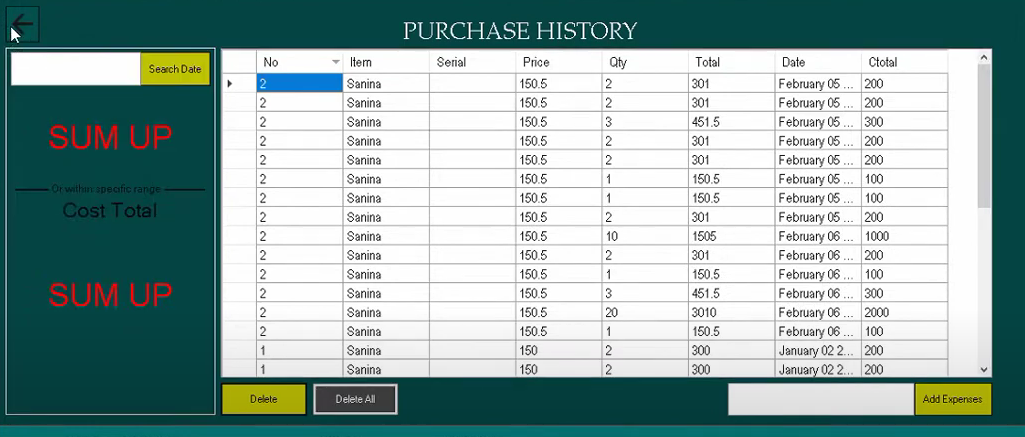 PURCHASE HISTORY
Search Date
SUM UP
Or within specific range
Cost Total
SUM UP
No Item Serial Price Qty Total Date Ctotal
2 Sanina 150.5 2 301 February 05 ... 200
2 Sanina 150.5 2 301 February 05 ... 200
2 Sanina 150.5 3 451.5 February 05 ... 300
2 Sanina 150.5 2 301 February 05 ... 200
2 Sanina 150.5 2 301 February 05 ... 200
2 Sanina 150.5 1 150.5 February 05 ... 100
2 Sanina 150.5 1 150.5 February 05 ... 100
2 Sanina 150.5 2 301 February 05 ... 200
2 Sanina 150.5 10 1505 February 06 ... 1000
2 Sanina 150.5 2 301 February 06 ... 200
2 Sanina 150.5 1 150.5 February 06 ... 100
2 Sanina 150.5 3 451.5 February 06 ... 300
2 Sanina 150.5 20 3010 February 06 ... 2000
2 Sanina 150.5 1 150.5 February 06 ... 100
1 Sanina 150 2 300 January 02 2... 200
1 Sanina 150 2 300 January 02 2... 200
Delete
Delete All
Add Expenses